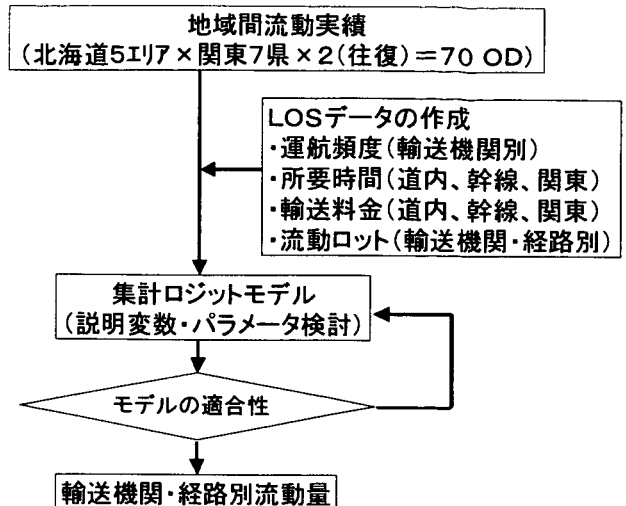 地域間流動実績
(北海道5エリア×関東7県×2(往復)=70 OD)
LOSデータの作成
・運航頻度(輸送機関別)
・所要時間(道内、幹線、関東)
・輸送料金(道内、幹線、関東)
・流動ロット(輸送機関・経路別)
集計ロジットモデル
(説明変数・パラメータ検討)
モデルの適合性
輸送機関・経路別流動量